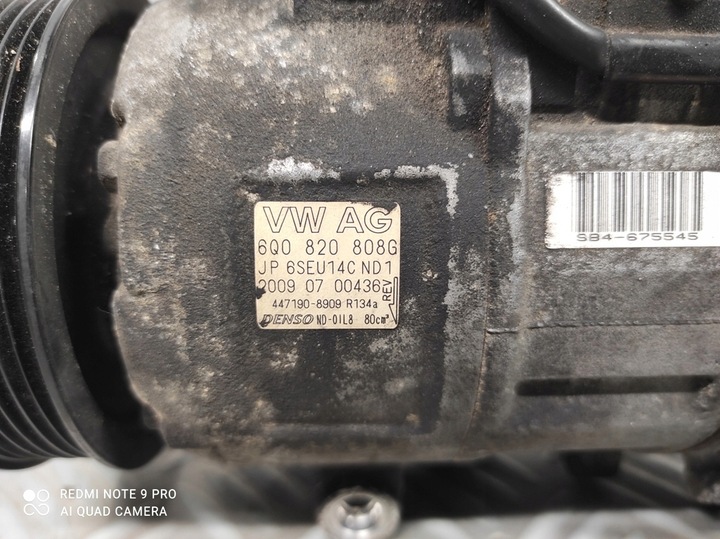 VW AG
6Q0 820 808G
JP 6SEU14C ND1
2009 07 00436
REV
447190-8909 R134a
DENSO ND-OIL8 80cm³
SB4-675545
REDMI NOTE 9 PRO
AI QUAD CAMERA